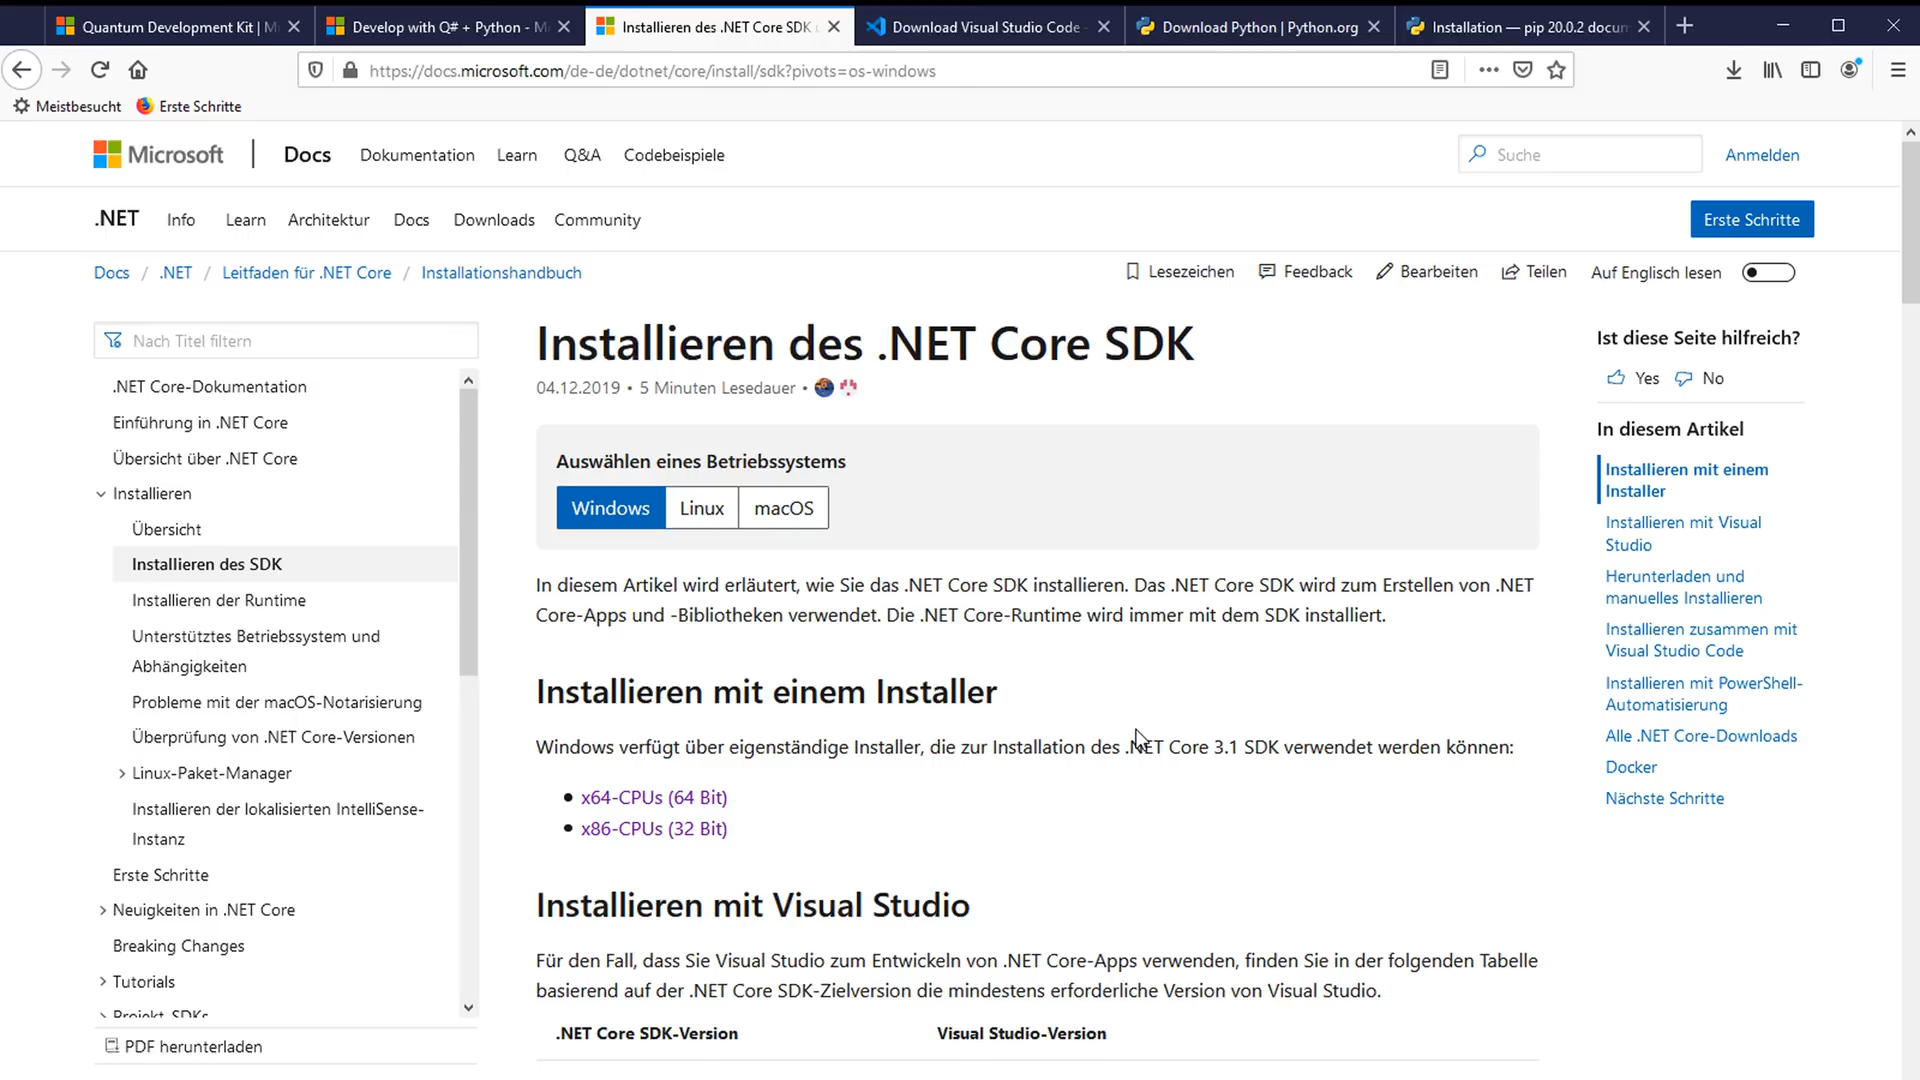 Quantum Development Kit | M
Develop with Q# + Python - M
Installieren des .NET Core SDK
Download Visual Studio Code -
Download Python | Python.org
Installation — pip 20.0.2 docum
https://docs.microsoft.com/de-de/dotnet/core/install/sdk?pivots=os-windows
Meistbesucht
Erste Schritte
Microsoft
Docs
Dokumentation
Learn
Q&A
Codebeispiele
Suche
Anmelden
.NET
Info
Learn
Architektur
Docs
Downloads
Community
Erste Schritte
Docs / .NET / Leitfaden für .NET Core / Installationshandbuch
Lesezeichen
Feedback
Bearbeiten
Teilen
Auf Englisch lesen
Nach Titel filtern
.NET Core-Dokumentation
Einführung in .NET Core
Übersicht über .NET Core
Installieren
Übersicht
Installieren des SDK
Installieren der Runtime
Unterstütztes Betriebssystem und
Abhängigkeiten
Probleme mit der macOS-Notarisierung
Überprüfung von .NET Core-Versionen
Linux-Paket-Manager
Installieren der lokalisierten IntelliSense-
Instanz
Erste Schritte
Neuigkeiten in .NET Core
Breaking Changes
Tutorials
Projekt-SDKs
PDF herunterladen
Installieren des .NET Core SDK
04.12.2019 • 5 Minuten Lesedauer •
Auswählen eines Betriebssystems
Windows
Linux
macOS
In diesem Artikel wird erläutert, wie Sie das .NET Core SDK installieren. Das .NET Core SDK wird zum Erstellen von .NET
Core-Apps und -Bibliotheken verwendet. Die .NET Core-Runtime wird immer mit dem SDK installiert.
Installieren mit einem Installer
Windows verfügt über eigenständige Installer, die zur Installation des .NET Core 3.1 SDK verwendet werden können:
• x64-CPUs (64 Bit)
• x86-CPUs (32 Bit)
Installieren mit Visual Studio
Für den Fall, dass Sie Visual Studio zum Entwickeln von .NET Core-Apps verwenden, finden Sie in der folgenden Tabelle
basierend auf der .NET Core SDK-Zielversion die mindestens erforderliche Version von Visual Studio.
.NET Core SDK-Version
Visual Studio-Version
Ist diese Seite hilfreich?
Yes
No
In diesem Artikel
Installieren mit einem
Installer
Installieren mit Visual
Studio
Herunterladen und
manuelles Installieren
Installieren zusammen mit
Visual Studio Code
Installieren mit PowerShell-
Automatisierung
Alle .NET Core-Downloads
Docker
Nächste Schritte